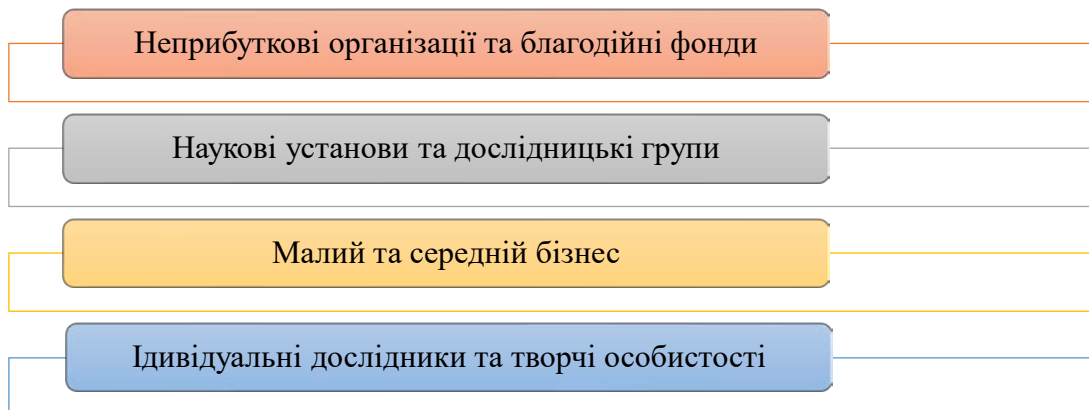 Неприбуткові організації та благодійні фонди
Наукові установи та дослідницькі групи
Малий та середній бізнес
Ідивідуальні дослідники та творчі особистості